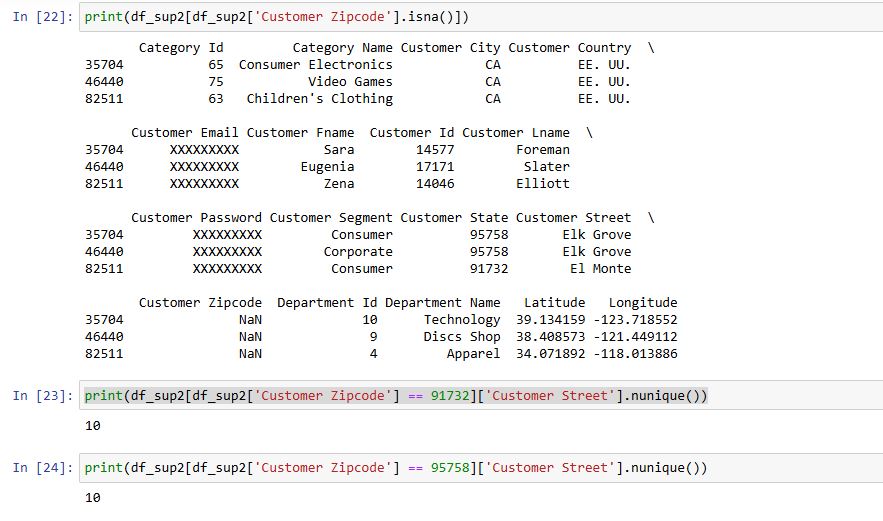 In [22]: print(df_sup2[df_sup2['Customer Zipcode'].isna()])
Category Id Category Name Customer City Customer Country \
35704 65 Consumer Electronics CA EE. UU.
46440 75 Video Games CA EE. UU.
82511 63 Children's Clothing CA EE. UU.
Customer Email Customer Fname Customer Id Customer Lname \
35704 XXXXXXXXX Sara 14577 Foreman
46440 XXXXXXXXX Eugenia 17171 Slater
82511 XXXXXXXXX Zena 14046 Elliott
Customer Password Customer Segment Customer State Customer Street \
35704 XXXXXXXXX Consumer 95758 Elk Grove
46440 XXXXXXXXX Corporate 95758 Elk Grove
82511 XXXXXXXXX Consumer 91732 El Monte
Customer Zipcode Department Id Department Name Latitude Longitude
35704 NaN 10 Technology 39.134159 -123.718552
46440 NaN 9 Discs Shop 38.408573 -121.449112
82511 NaN 4 Apparel 34.071892 -118.013886
In [23]: print(df_sup2[df_sup2['Customer Zipcode'] == 91732]['Customer Street'].nunique())
10
In [24]: print(df_sup2[df_sup2['Customer Zipcode'] == 95758]['Customer Street'].nunique())
10